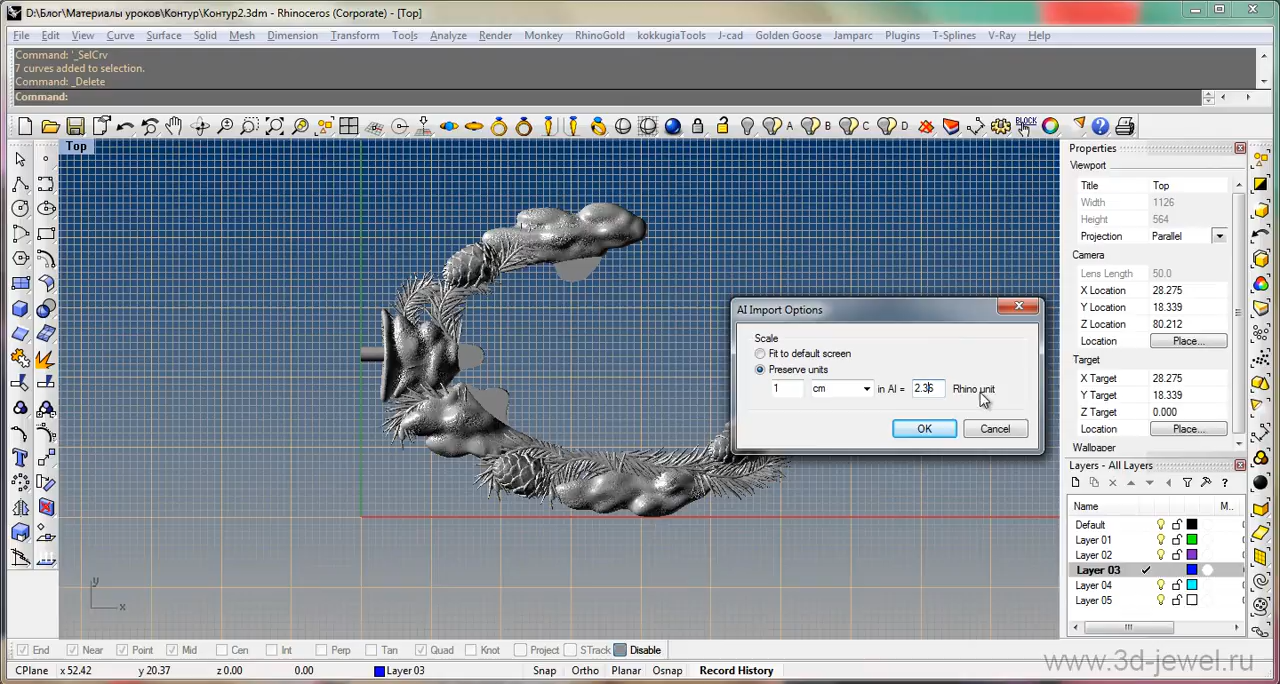 D:\Блог\Материалы уроков\Контур\Контур2.3dm - Rhinoceros (Corporate) - [Top]
File Edit View Curve Surface Solid Mesh Dimension Transform Tools Analyze Render Monkey RhinoGold kokkugiaTools J-cad Golden Goose Jamparc Plugins T-Splines V-Ray Help
Command: '_SelCrv
7 curves added to selection.
Command: _Delete
Command:
A B C D BLOCK
Top
Properties
Viewport
Title Top
Width 1126
Height 564
Projection Parallel
Camera
Lens Length 50.0
X Location 28.275
Y Location 18.339
Z Location 80.212
Location Place...
Target
X Target 28.275
Y Target 18.339
Z Target 0.000
Location Place...
Wallpaper
AI Import Options
Scale
Fit to default screen
Preserve units
1 cm in AI = 2.36 Rhino unit
OK Cancel
Layers - All Layers
Name M..
Default
Layer 01
Layer 02
Layer 03
Layer 04
Layer 05
y
x
End Near Point Mid Cen Int Perp Tan Quad Knot Project STrack Disable
CPlane x 52.42 y 20.37 z 0.00 0.00 Layer 03 Snap Ortho Planar Osnap Record History
www.3d-jewel.ru